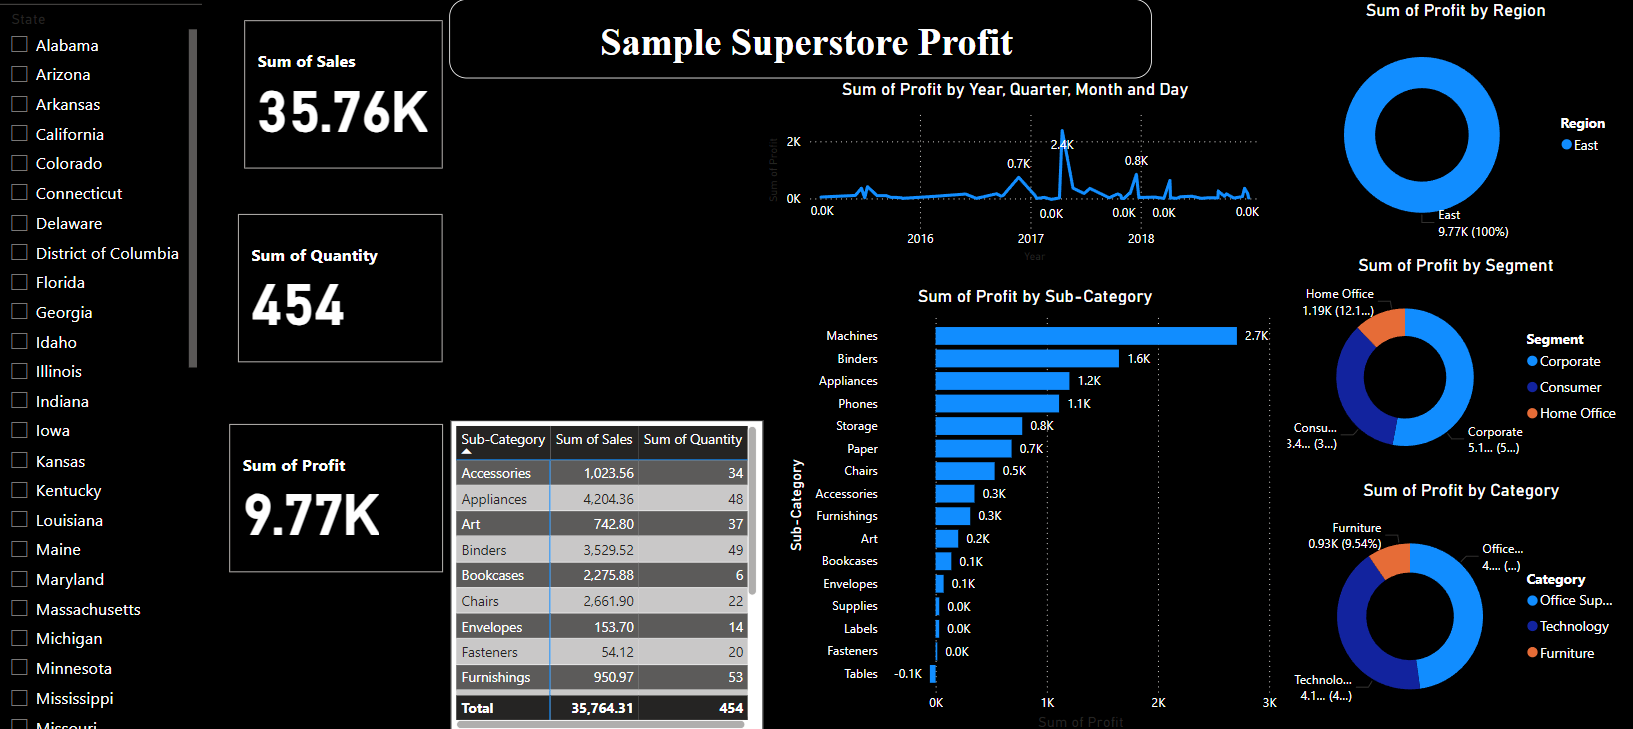 State
Alabama
Arizona
Arkansas
California
Colorado
Connecticut
Delaware
District of Columbia
Florida
Georgia
Idaho
Illinois
Indiana
Iowa
Kansas
Kentucky
Louisiana
Maine
Maryland
Massachusetts
Michigan
Minnesota
Mississippi
Missouri
Sum of Sales
35.76K
Sum of Quantity
454
Sum of Profit
9.77K
Sample Superstore Profit
Sub-Category Sum of Sales Sum of Quantity
Accessories 1,023.56 34
Appliances 4,204.36 48
Art 742.80 37
Binders 3,529.52 49
Bookcases 2,275.88 6
Chairs 2,661.90 22
Envelopes 153.70 14
Fasteners 54.12 20
Furnishings 950.97 53
Total 35,764.31 454
Sum of Profit by Year, Quarter, Month and Day
Sum of Profit
2K
0K
0.0K
0.7K
0.0K
2.4K
0.0K
0.8K
0.0K
0.0K
2016 2017 2018
Year
Sum of Profit by Sub-Category
Sub-Category
Machines 2.7K
Binders 1.6K
Appliances 1.2K
Phones 1.1K
Storage 0.8K
Paper 0.7K
Chairs 0.5K
Accessories 0.3K
Furnishings 0.3K
Art 0.2K
Bookcases 0.1K
Envelopes 0.1K
Supplies 0.0K
Labels 0.0K
Fasteners 0.0K
Tables -0.1K
0K 1K 2K 3K
Sum of Profit
Sum of Profit by Region
East
9.77K (100%)
Region
East
Sum of Profit by Segment
Home Office
1.19K (12.1...)
Consu...
3.4... (3...)
Corporate
5.1... (5...)
Segment
Corporate
Consumer
Home Office
Sum of Profit by Category
Furniture
0.93K (9.54%)
Office...
4.... (...)
Technolo...
4.1... (4...)
Category
Office Sup...
Technology
Furniture